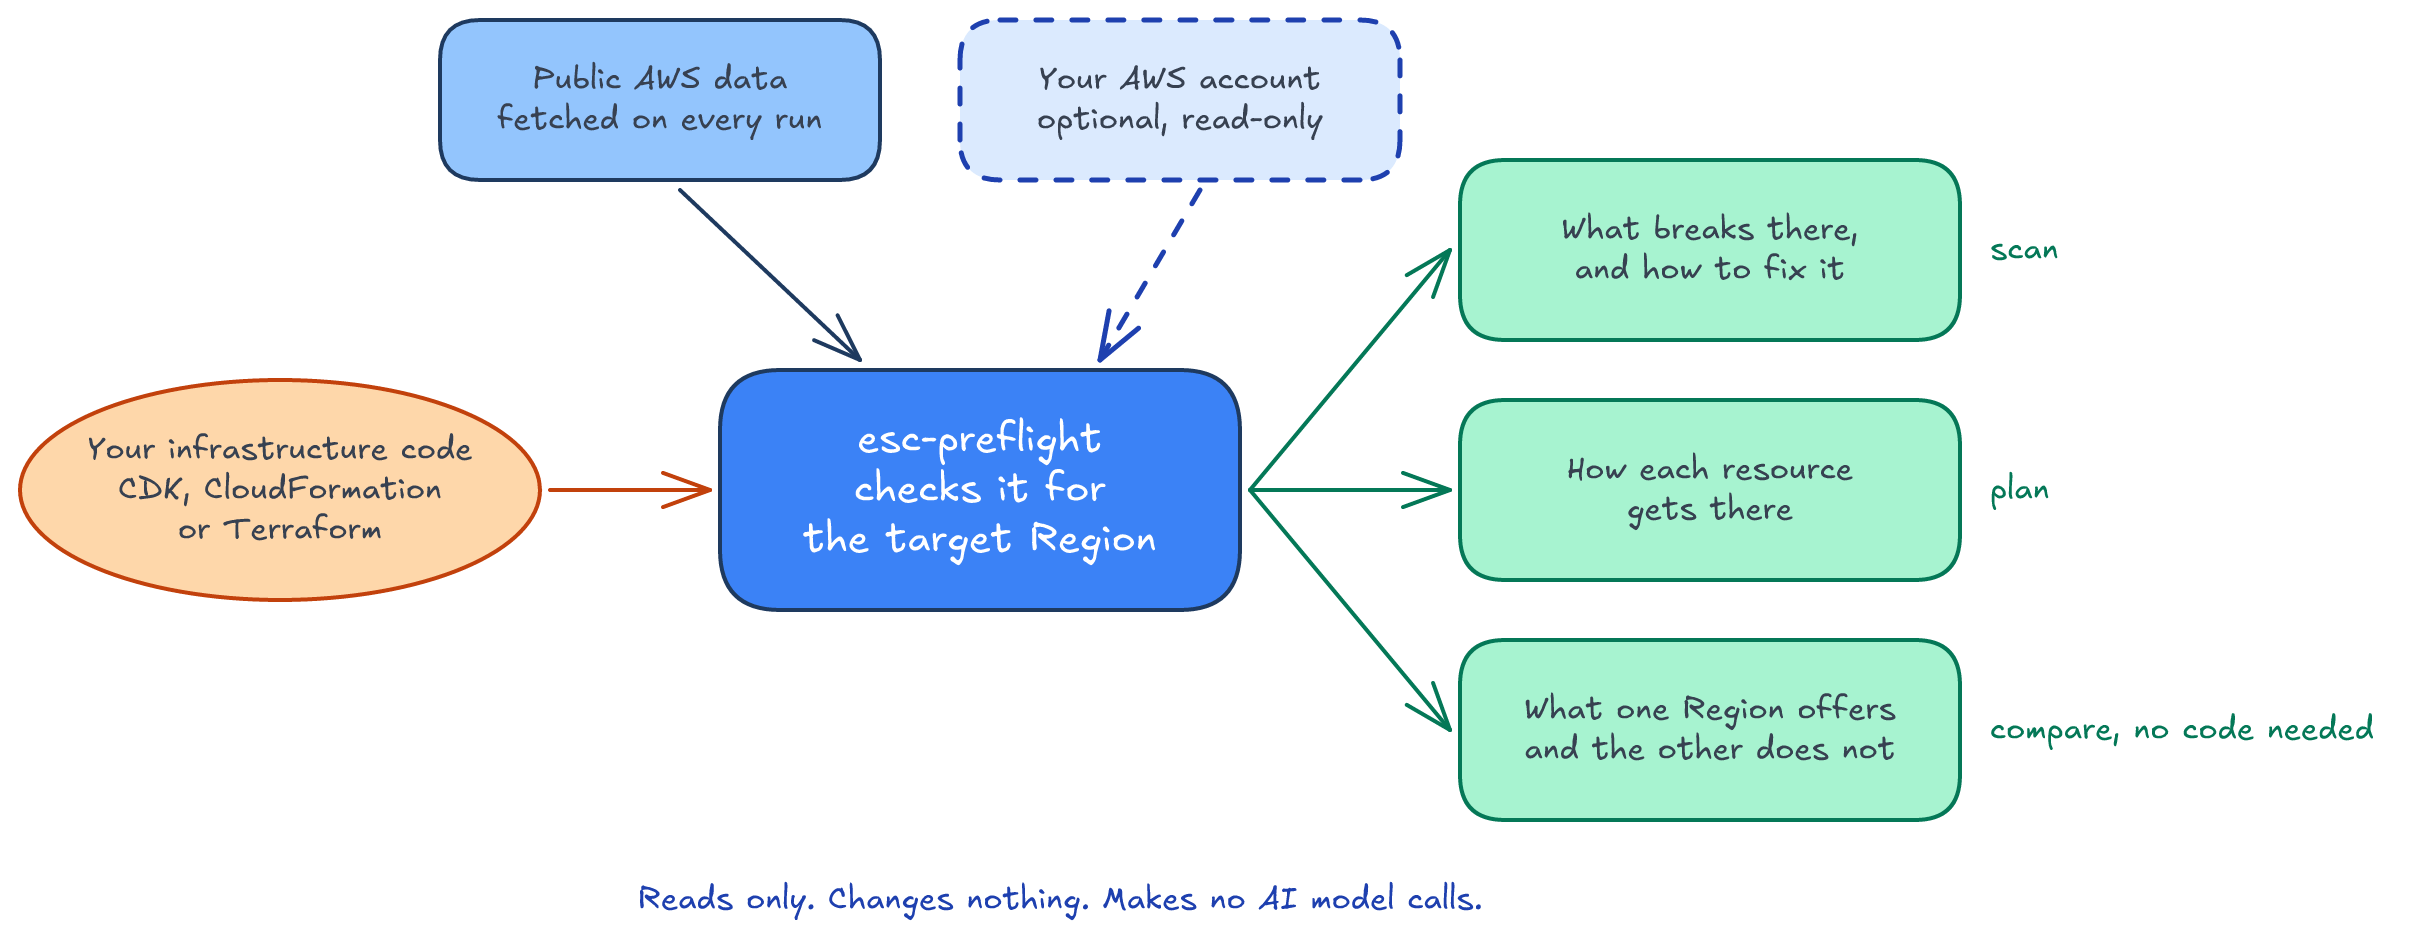 Public AWS data
fetched on every run
Your AWS account
optional, read-only
What breaks there,
and how to fix it
scan
Your infrastructure code
CDK, CloudFormation
or Terraform
esc-preflight
checks it for
the target Region
How each resource
gets there
plan
What one Region offers
and the other does not
compare, no code needed
Reads only. Changes nothing. Makes no AI model calls.